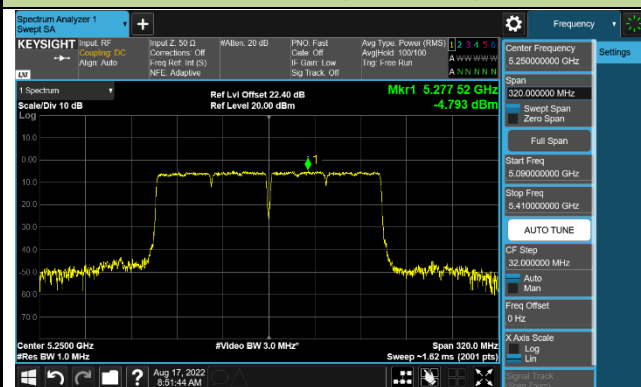 Spectrum Analyzer 1
Swept SA
+
Frequency
KEYSIGHT
Input: RF
Coupling: DC
Align: Auto
Input Z: 50 Ω
Corrections: Off
Freq Ref: Int (S)
NFE: Adaptive
#Atten: 20 dB
PNO: Fast
Gate: Off
IF Gain: Low
Sig Track: Off
Avg Type: Power (RMS)
Avg|Hold: 100/100
Trig: Free Run
1 2 3 4 5 6
A W W W W W
A N N N N N
LXI
1 Spectrum
Scale/Div 10 dB
Log
Ref Lvl Offset 22.40 dB
Ref Level 20.00 dBm
Mkr1 5.277 52 GHz
-4.793 dBm
10.0
0.00
-10.0
-20.0
-30.0
-40.0
-50.0
-60.0
-70.0
1
Center 5.2500 GHz
#Res BW 1.0 MHz
#Video BW 3.0 MHz*
Span 320.0 MHz
Sweep ~1.62 ms (2001 pts)
Center Frequency
5.250000000 GHz
Span
320.000000 MHz
Swept Span
Zero Span
Full Span
Start Freq
5.090000000 GHz
Stop Freq
5.410000000 GHz
AUTO TUNE
CF Step
32.000000 MHz
Auto
Man
Freq Offset
0 Hz
X Axis Scale
Log
Lin
Signal Track
(Span Zoom)
Settings
?
Aug 17, 2022
8:51:44 AM